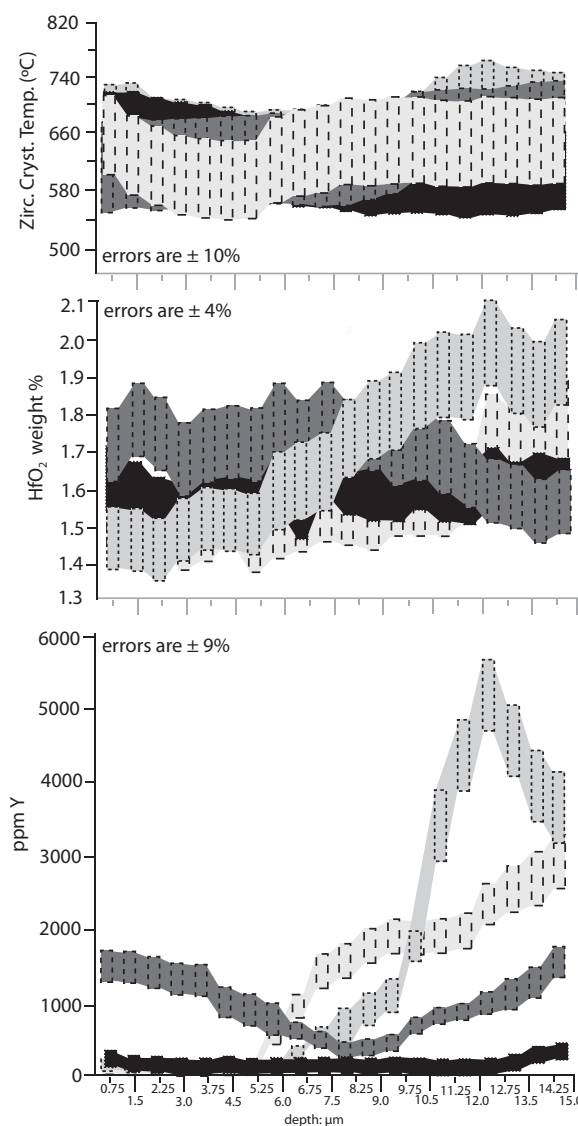 820
740
660
580
500
Zirc. Cryst. Temp. (ºC)
errors are ± 10%
errors are ± 4%
2.1
2.0
1.9
1.8
1.7
1.6
1.5
1.4
1.3
HfO₂ weight %
errors are ± 9%
6000
5000
4000
3000
2000
1000
0
ppm Y
0.75 2.25 3.75 5.25 6.75 8.25 9.75 11.25 12.75 14.25
1.5 3.0 4.5 6.0 7.5 9.0 10.5 12.0 13.5 15.0
depth: µm